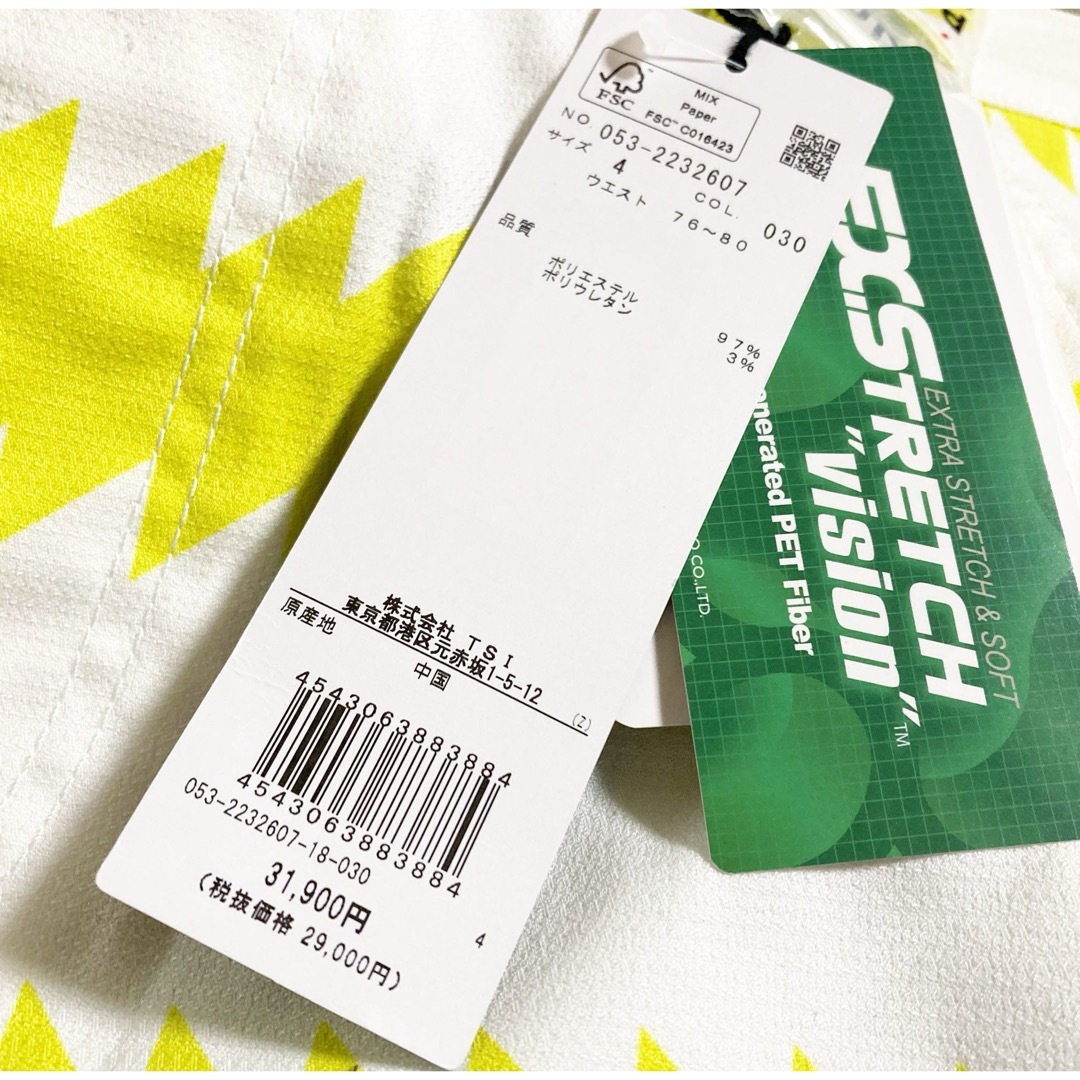 FSC
MIX
Paper
FSC™ C016423
NO. 053-2232607
サイズ 4 COL. 030
ウエスト 76~80
品質
ポリエステル 97%
ポリウレタン 3%
株式会社 TSI
東京都港区元赤坂1-5-12
原産地 中国 (Z)
4543063883884
4543063883884
053-2232607-18-030
31,900円
(税抜価格 29,000円)
4
STRETCH
EXTRA STRETCH & SOFT
"vision"™
enerated PET Fiber
O CO.,LTD.